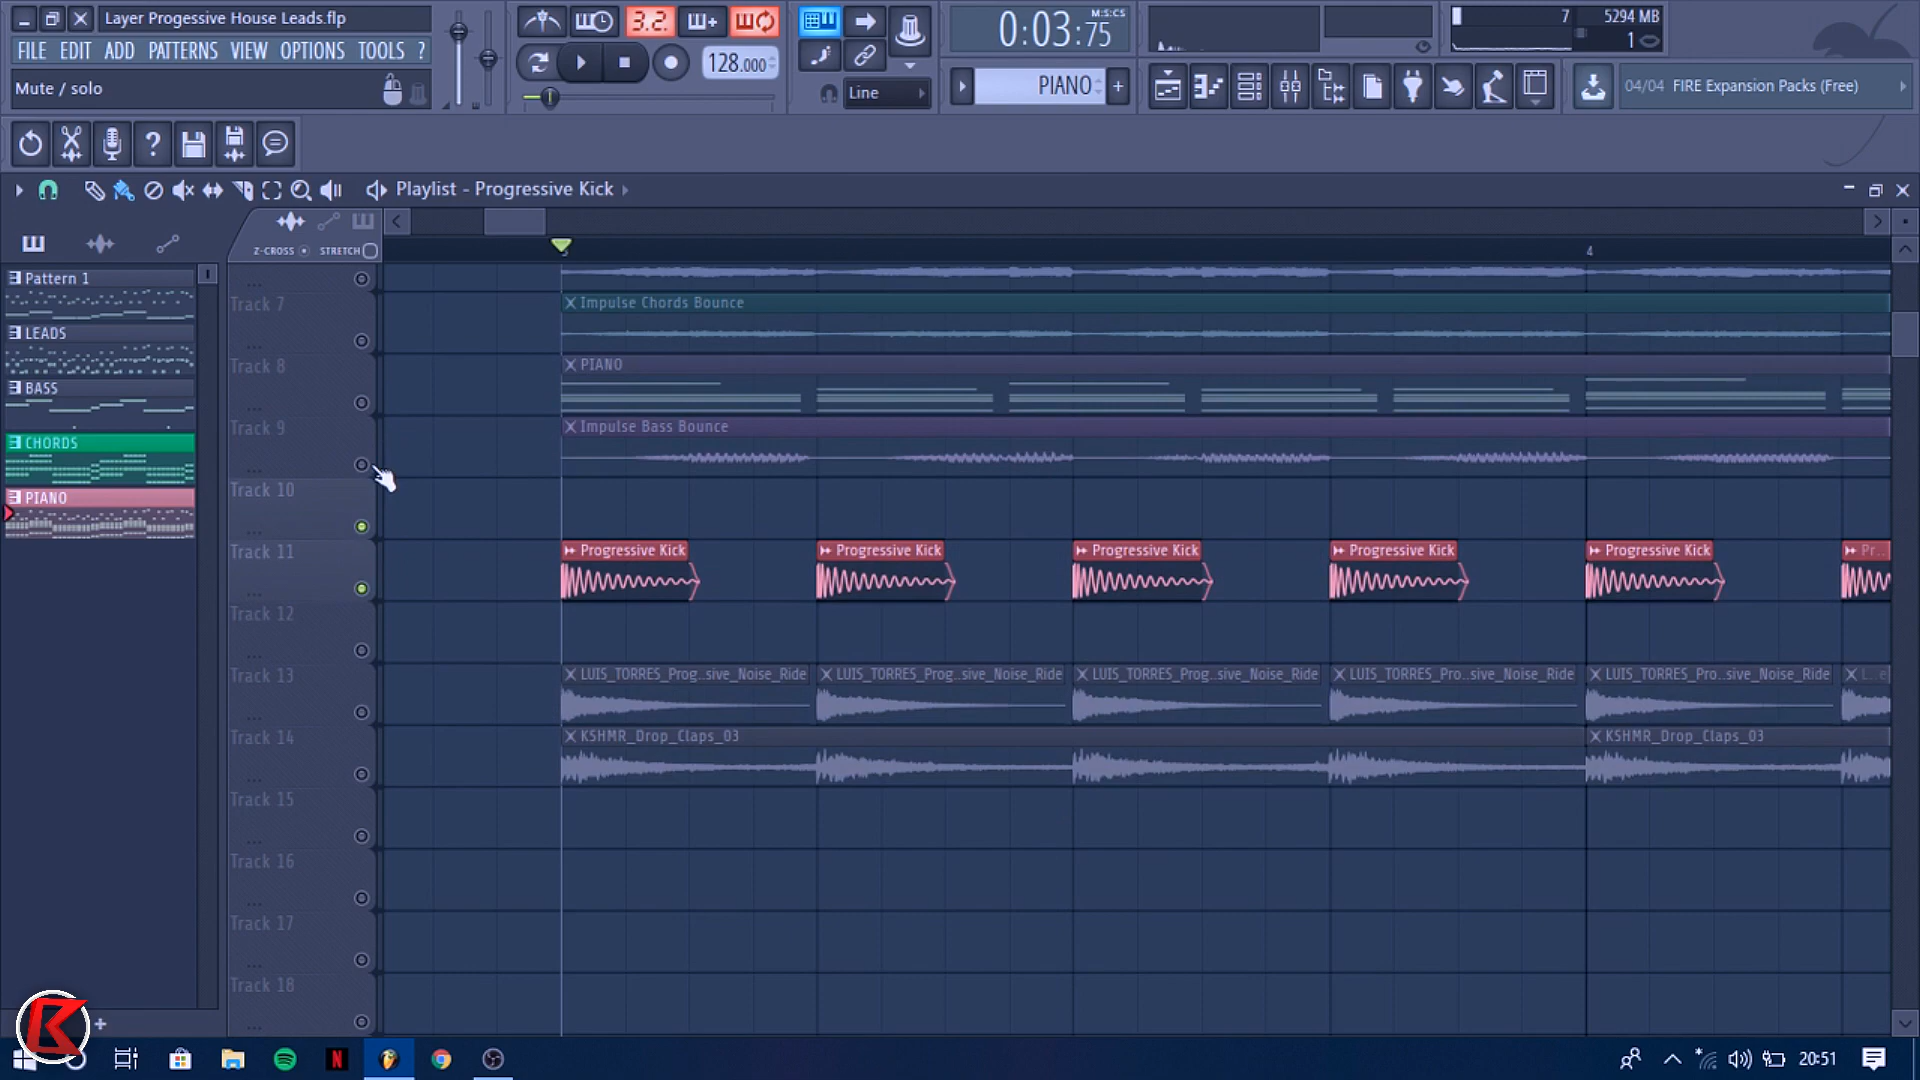 Layer Progessive House Leads.flp
FILE EDIT ADD PATTERNS VIEW OPTIONS TOOLS ?
Mute / solo
3.2.
128.000
Line
0:03:75
M:S:CS
PIANO
7
5294 MB
1
04/04 FIRE Expansion Packs (Free)
Playlist - Progressive Kick
Z-CROSS
STRETCH
4
Pattern 1
LEADS
BASS
CHORDS
PIANO
Track 7
Impulse Chords Bounce
Track 8
PIANO
Track 9
Impulse Bass Bounce
Track 10
Track 11
Progressive Kick
Progressive Kick
Progressive Kick
Progressive Kick
Progressive Kick
Pr...
Track 12
Track 13
LUIS_TORRES_Prog..sive_Noise_Ride
LUIS_TORRES_Prog..sive_Noise_Ride
LUIS_TORRES_Prog..sive_Noise_Ride
LUIS_TORRES_Pro..sive_Noise_Ride
LUIS_TORRES_Pro..sive_Noise_Ride
L...e
Track 14
KSHMR_Drop_Claps_03
KSHMR_Drop_Claps_03
Track 15
Track 16
Track 17
Track 18
20:51